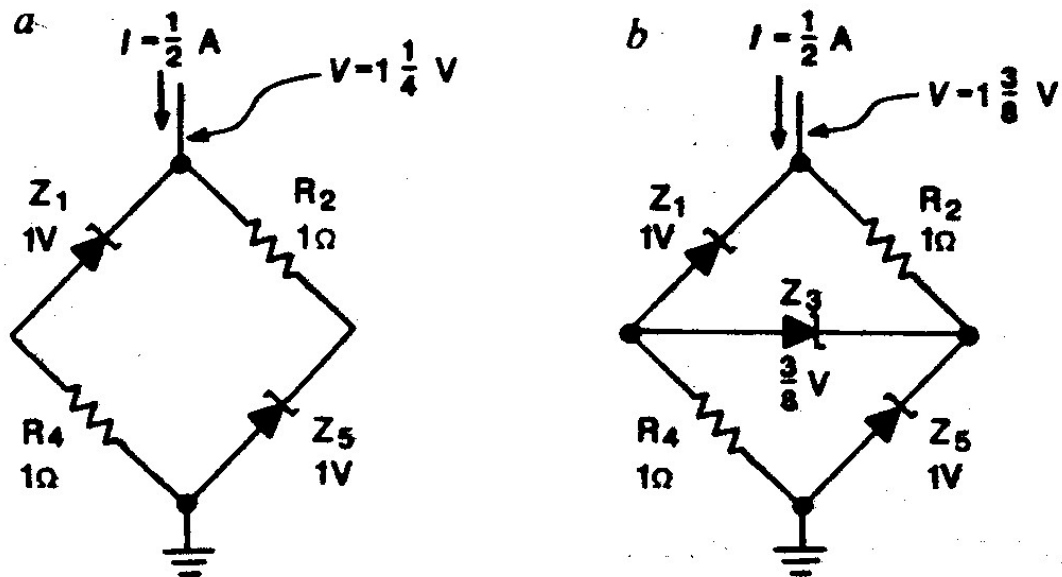 a
I = 1/2 A
V = 1 1/4 V
Z1
1V
R2
1Ω
R4
1Ω
Z5
1V
b
I = 1/2 A
V = 1 3/8 V
Z1
1V
R2
1Ω
Z3
3/8 V
R4
1Ω
Z5
1V